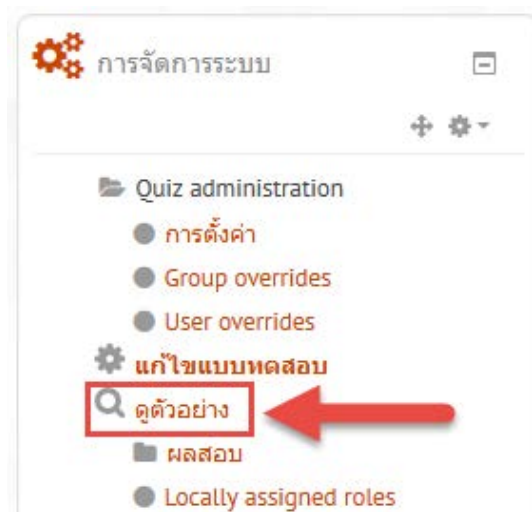 การจัดการระบบ
Quiz administration
การตั้งค่า
Group overrides
User overrides
แก้ไขแบบทดสอบ
ดูตัวอย่าง
ผลสอบ
Locally assigned roles